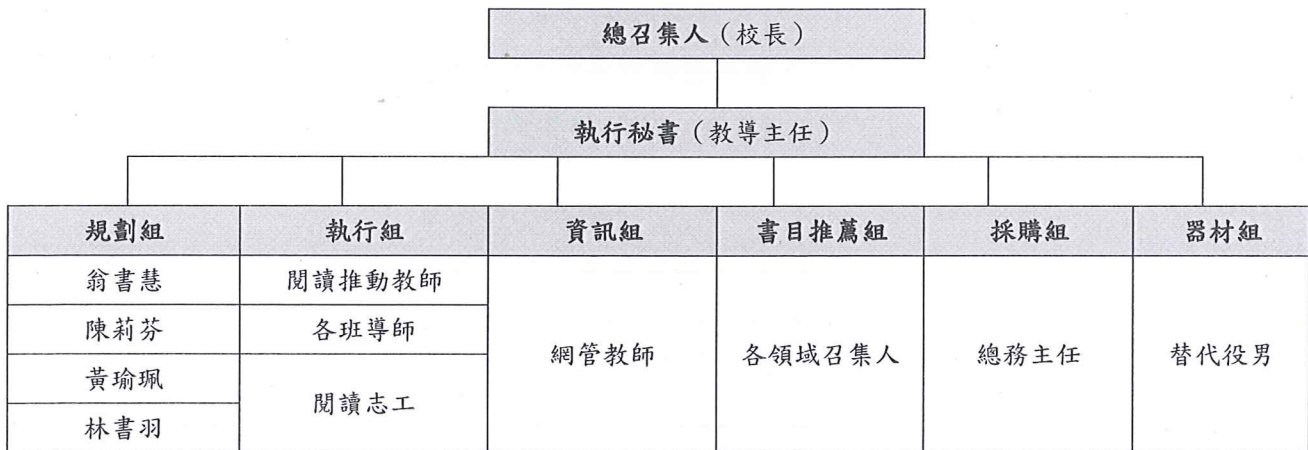 總召集人（校長）
執行秘書（教導主任）
規劃組 執行組 資訊組 書目推薦組 採購組 器材組
翁書慧 閱讀推動教師
陳莉芬 各班導師
網管教師 各領域召集人 總務主任 替代役男
黃瑜珮
閱讀志工
林書羽